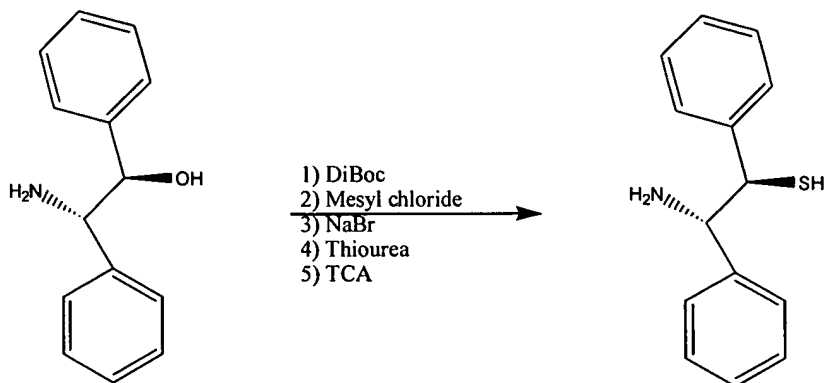 H₂N
OH
1) DiBoc
2) Mesyl chloride
3) NaBr
4) Thiourea
5) TCA
H₂N
SH